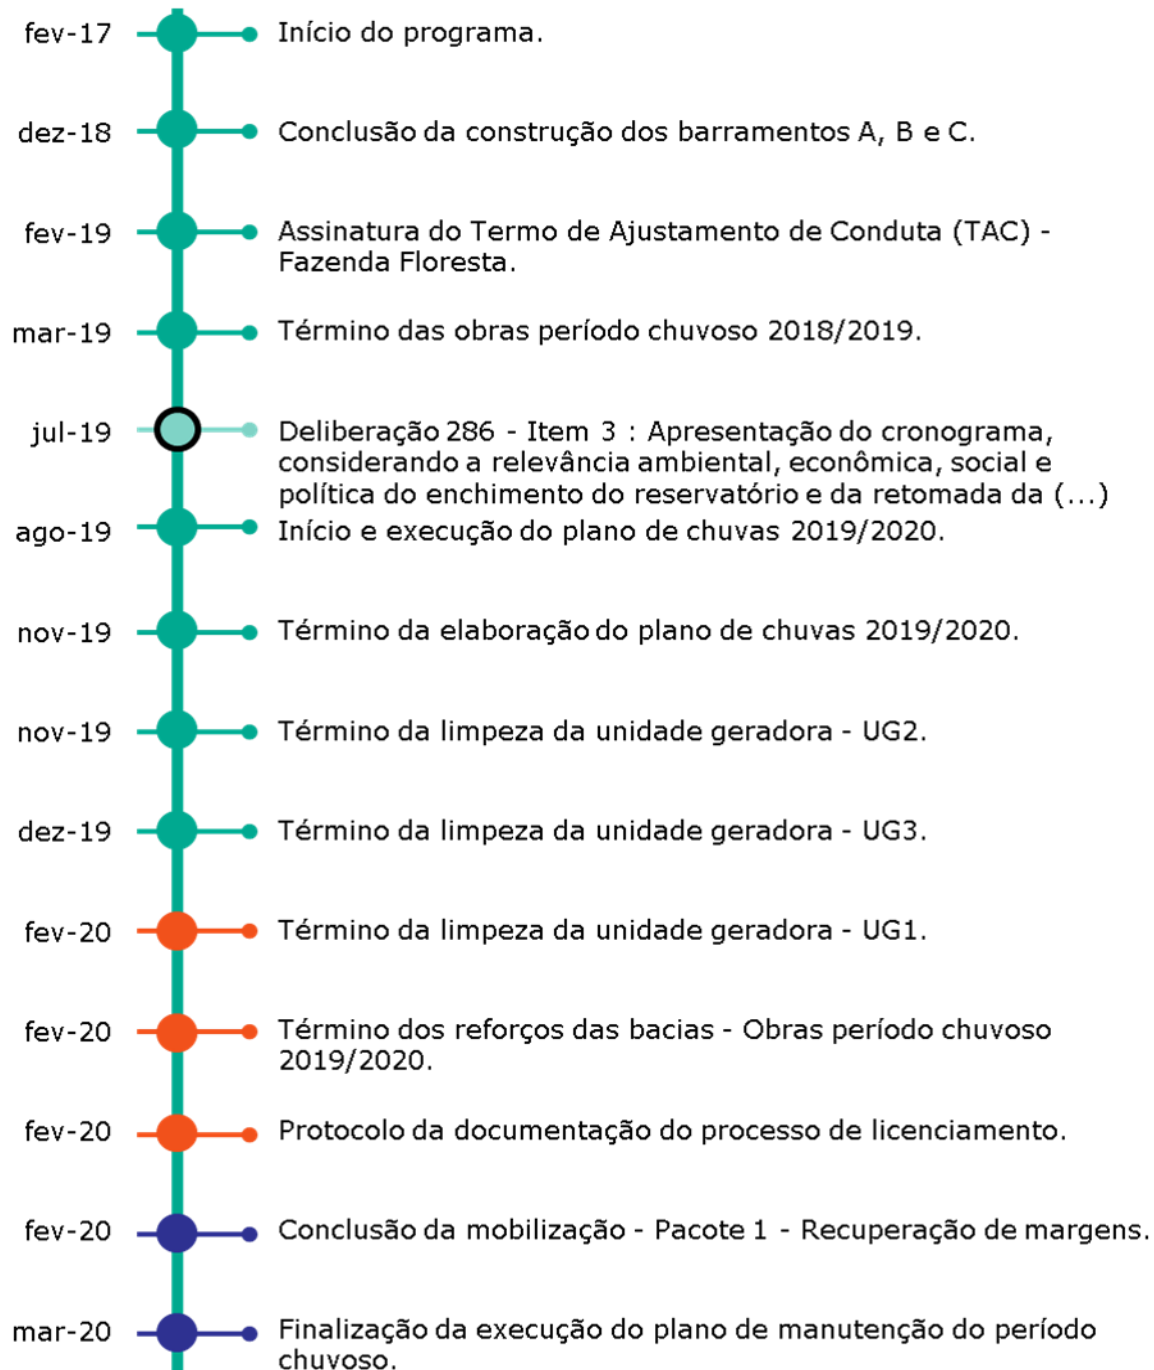 fev-17 Início do programa.
dez-18 Conclusão da construção dos barramentos A, B e C.
fev-19 Assinatura do Termo de Ajustamento de Conduta (TAC) -
Fazenda Floresta.
mar-19 Término das obras período chuvoso 2018/2019.
jul-19 Deliberação 286 - Item 3 : Apresentação do cronograma,
considerando a relevância ambiental, econômica, social e
política do enchimento do reservatório e da retomada da (...)
ago-19 Início e execução do plano de chuvas 2019/2020.
nov-19 Término da elaboração do plano de chuvas 2019/2020.
nov-19 Término da limpeza da unidade geradora - UG2.
dez-19 Término da limpeza da unidade geradora - UG3.
fev-20 Término da limpeza da unidade geradora - UG1.
fev-20 Término dos reforços das bacias - Obras período chuvoso
2019/2020.
fev-20 Protocolo da documentação do processo de licenciamento.
fev-20 Conclusão da mobilização - Pacote 1 - Recuperação de margens.
mar-20 Finalização da execução do plano de manutenção do período
chuvoso.